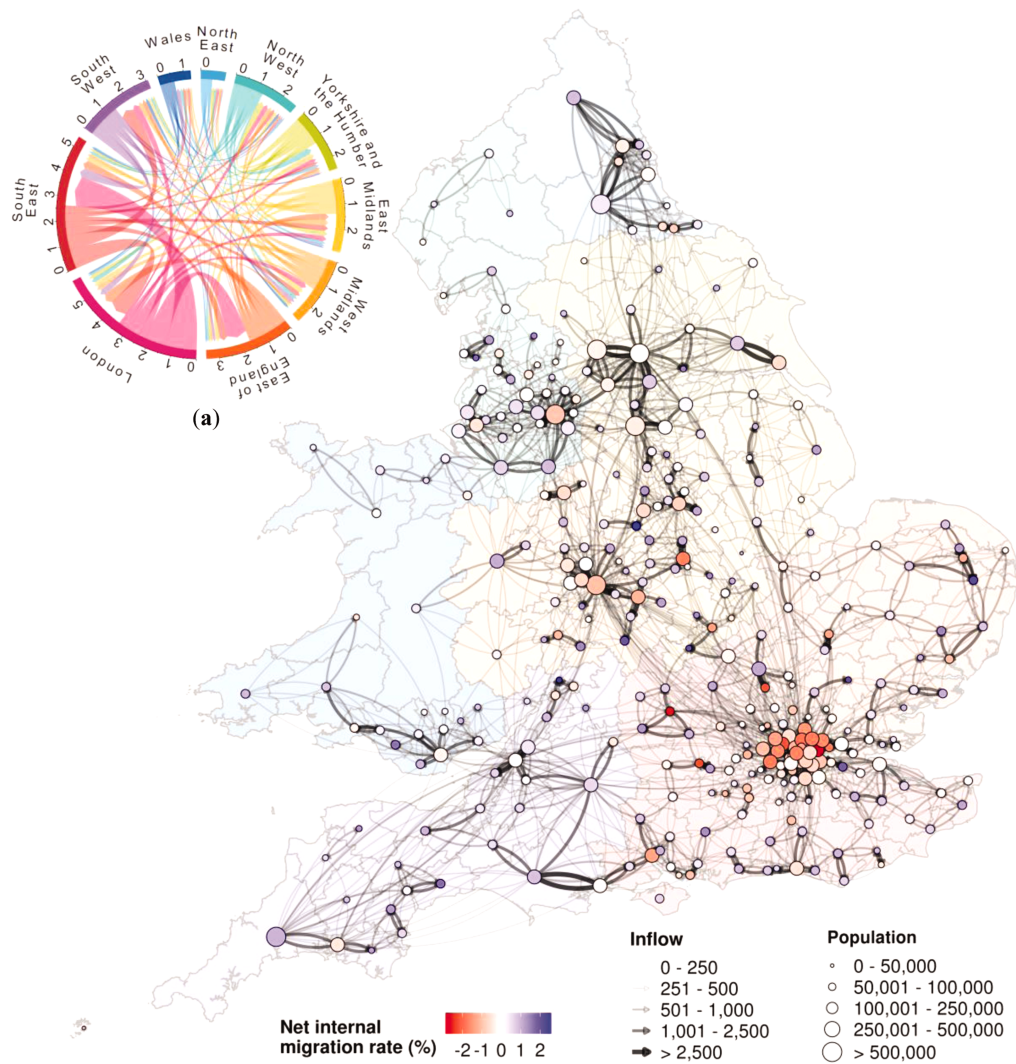 Wales
0 1
North
East
0
North
West
0 1 2
Yorkshire and
the Humber
0 1 2
East
Midlands
0 1 2
West
Midlands
0 1 2
East of
England
0 1 2 3
London
0 1 2 3 4 5
South
East
0 1 2 3 4 5
South
West
0 1 2 3
(a)
Net internal
migration rate (%)
-2 -1 0 1 2
Inflow
0 - 250
251 - 500
501 - 1,000
1,001 - 2,500
> 2,500
Population
0 - 50,000
50,001 - 100,000
100,001 - 250,000
250,001 - 500,000
> 500,000